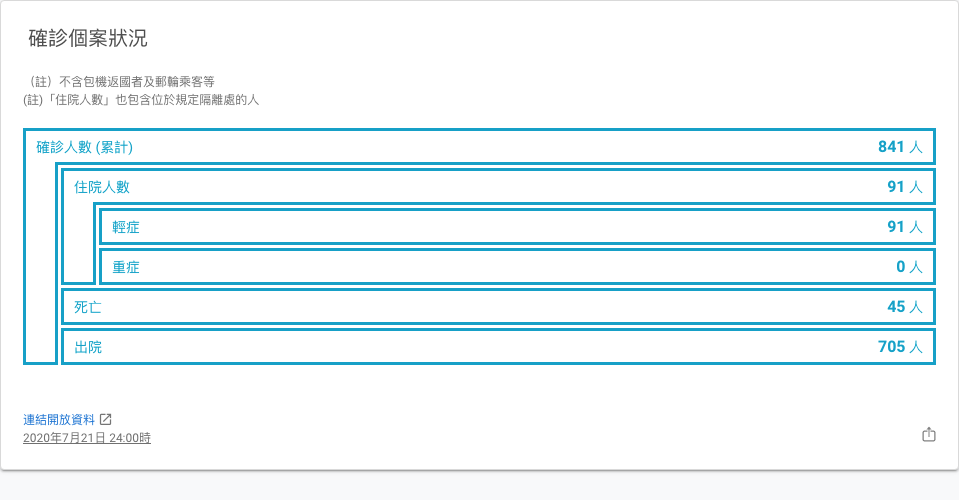 確診個案狀況
（註）不含包機返國者及郵輪乘客等
(註)「住院人數」也包含位於規定隔離處的人
確診人數 (累計) 841 人
住院人數 91 人
輕症 91 人
重症 0 人
死亡 45 人
出院 705 人
連結開放資料
2020年7月21日 24:00時